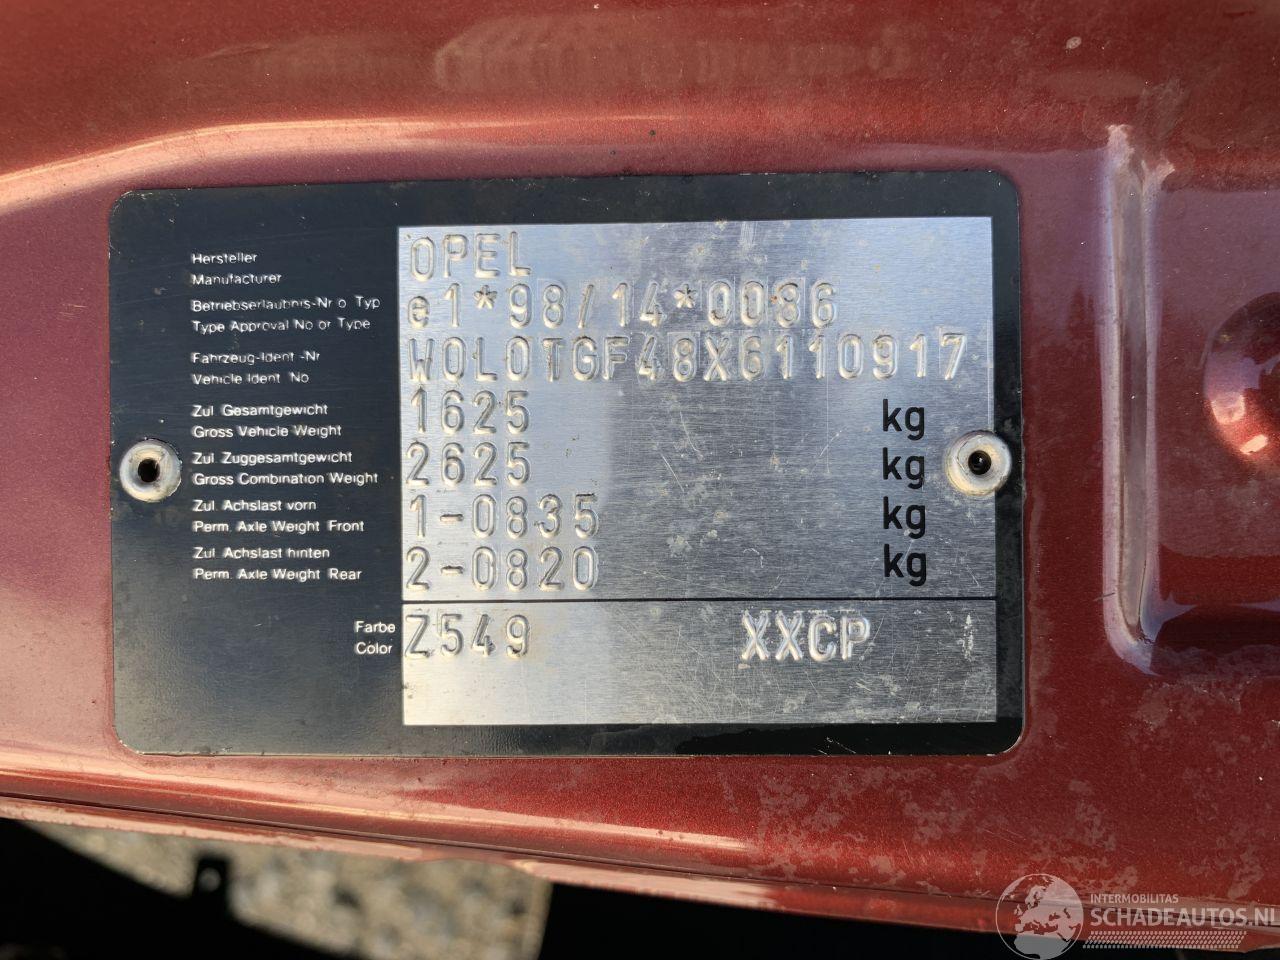 OPEL
Hersteller
Manufacturer
e1*98/14*0086
Betriebserlaubnis-Nr o Typ
Type Approval No or Type
W0L0TGF48X6110917
Fahrzeug-Ident -Nr
Vehicle Ident No
1625 kg
Zul Gesamtgewicht
Gross Vehicle Weight
2625 kg
Zul Zuggesamtgewicht
Gross Combination Weight
1-0835 kg
Zul Achslast vorn
Perm. Axle Weight Front
2-0820 kg
Zul Achslast hinten
Perm. Axle Weight Rear
Farbe
Color
Z549 XXCP
INTERMOBILITAS
SCHADEAUTOS.NL